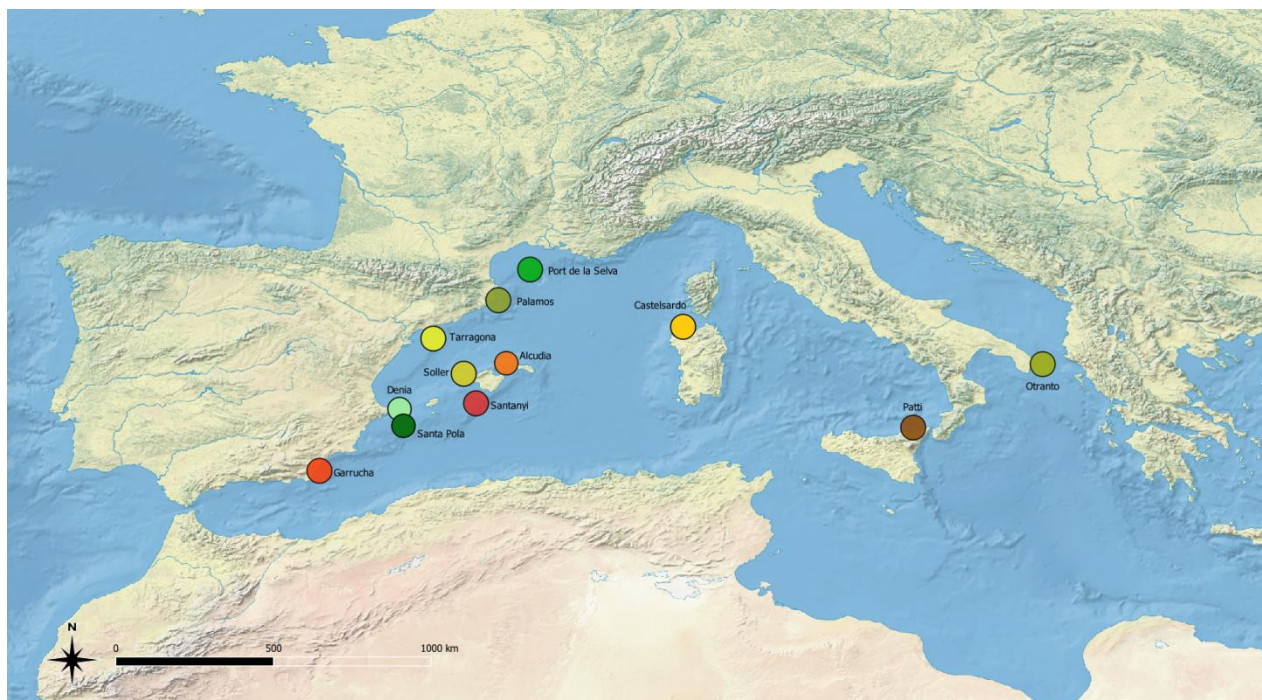 Port de la Selva
Palamos
Castelsardo
Tarragona
Alcudia
Soller
Otranto
Denia
Santanyi
Patti
Santa Pola
Garrucha
N
0 500 1000 km